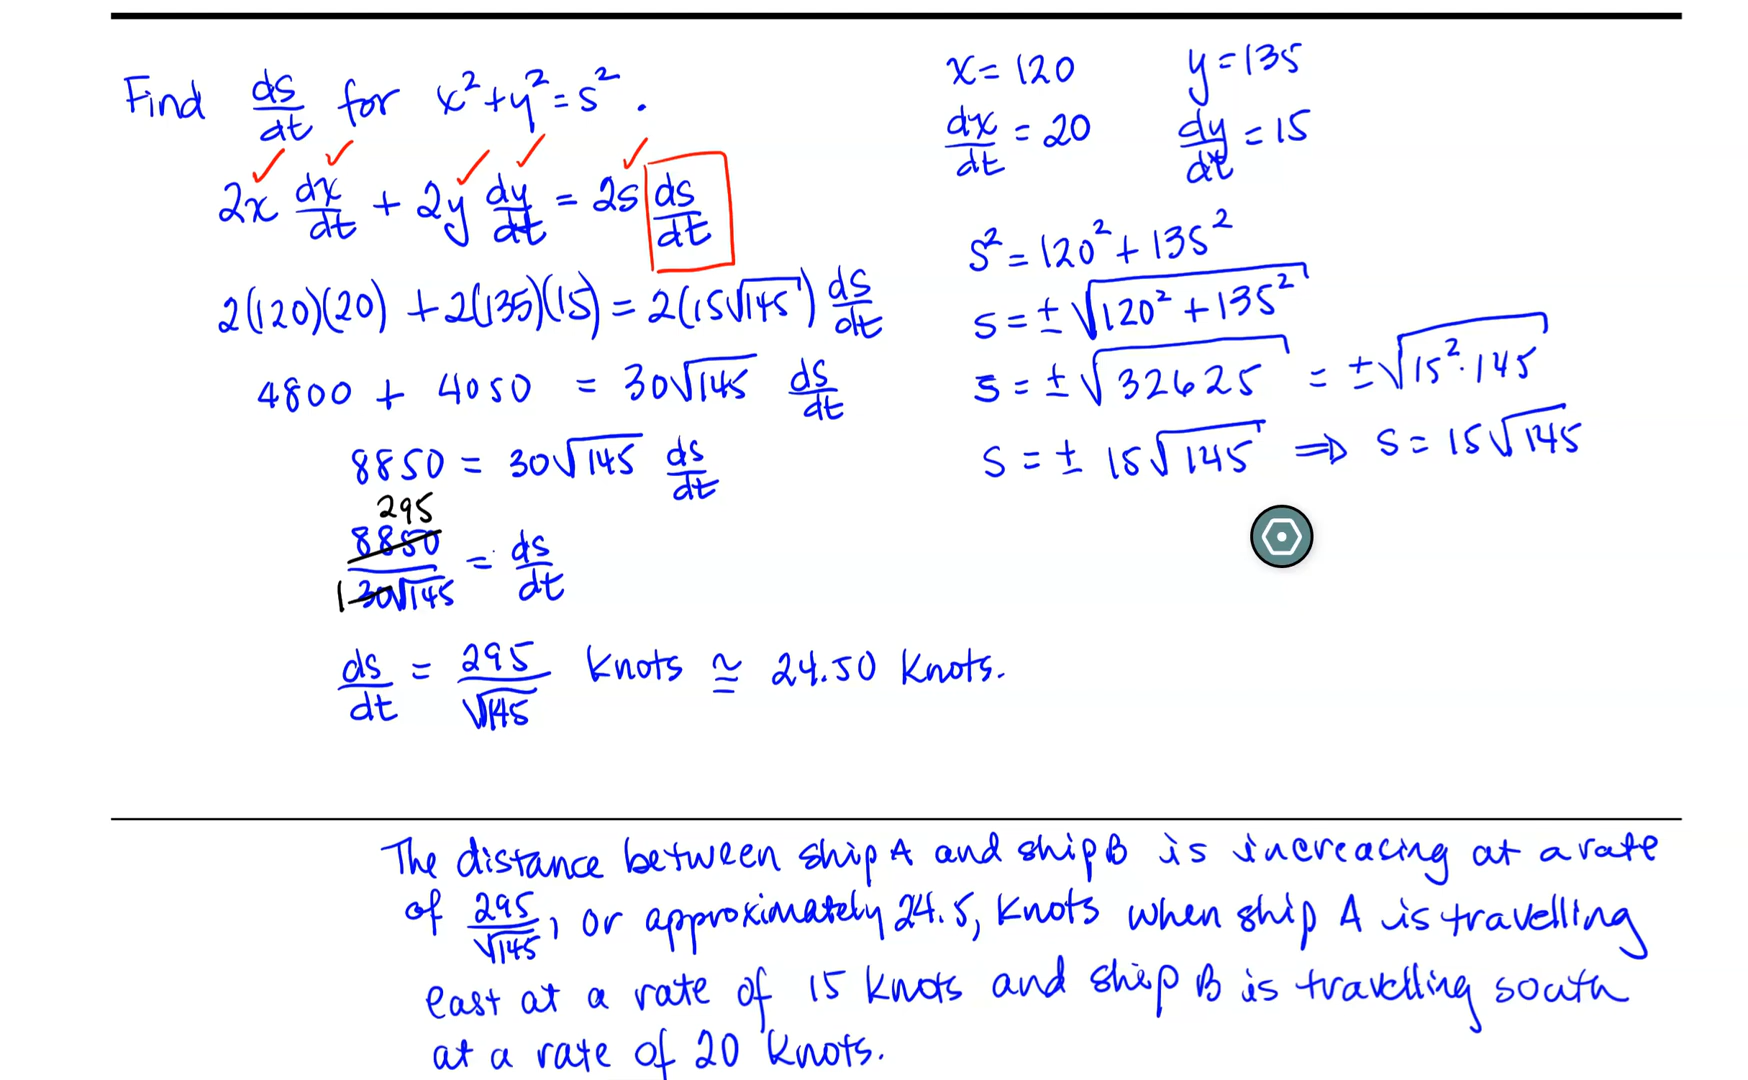 Find ds/dt for x²+y²=s².
2x dx/dt + 2y dy/dt = 2s ds/dt
2(120)(20) + 2(135)(15) = 2(15√145) ds/dt
4800 + 4050 = 30√145 ds/dt
8850 = 30√145 ds/dt
295
8850/30√145 = ds/dt
1
ds/dt = 295/√145 knots ≅ 24.50 knots.
x = 120 y = 135
dx/dt = 20 dy/dt = 15
s² = 120² + 135²
s = ± √120² + 135²
s = ± √32625 = ±√15²·145
s = ± 15√145 ⇒ s = 15√145
The distance between ship A and ship B is increasing at a rate
of 295/√145, or approximately 24.5, knots when ship A is travelling
east at a rate of 15 knots and ship B is travelling south
at a rate of 20 knots.